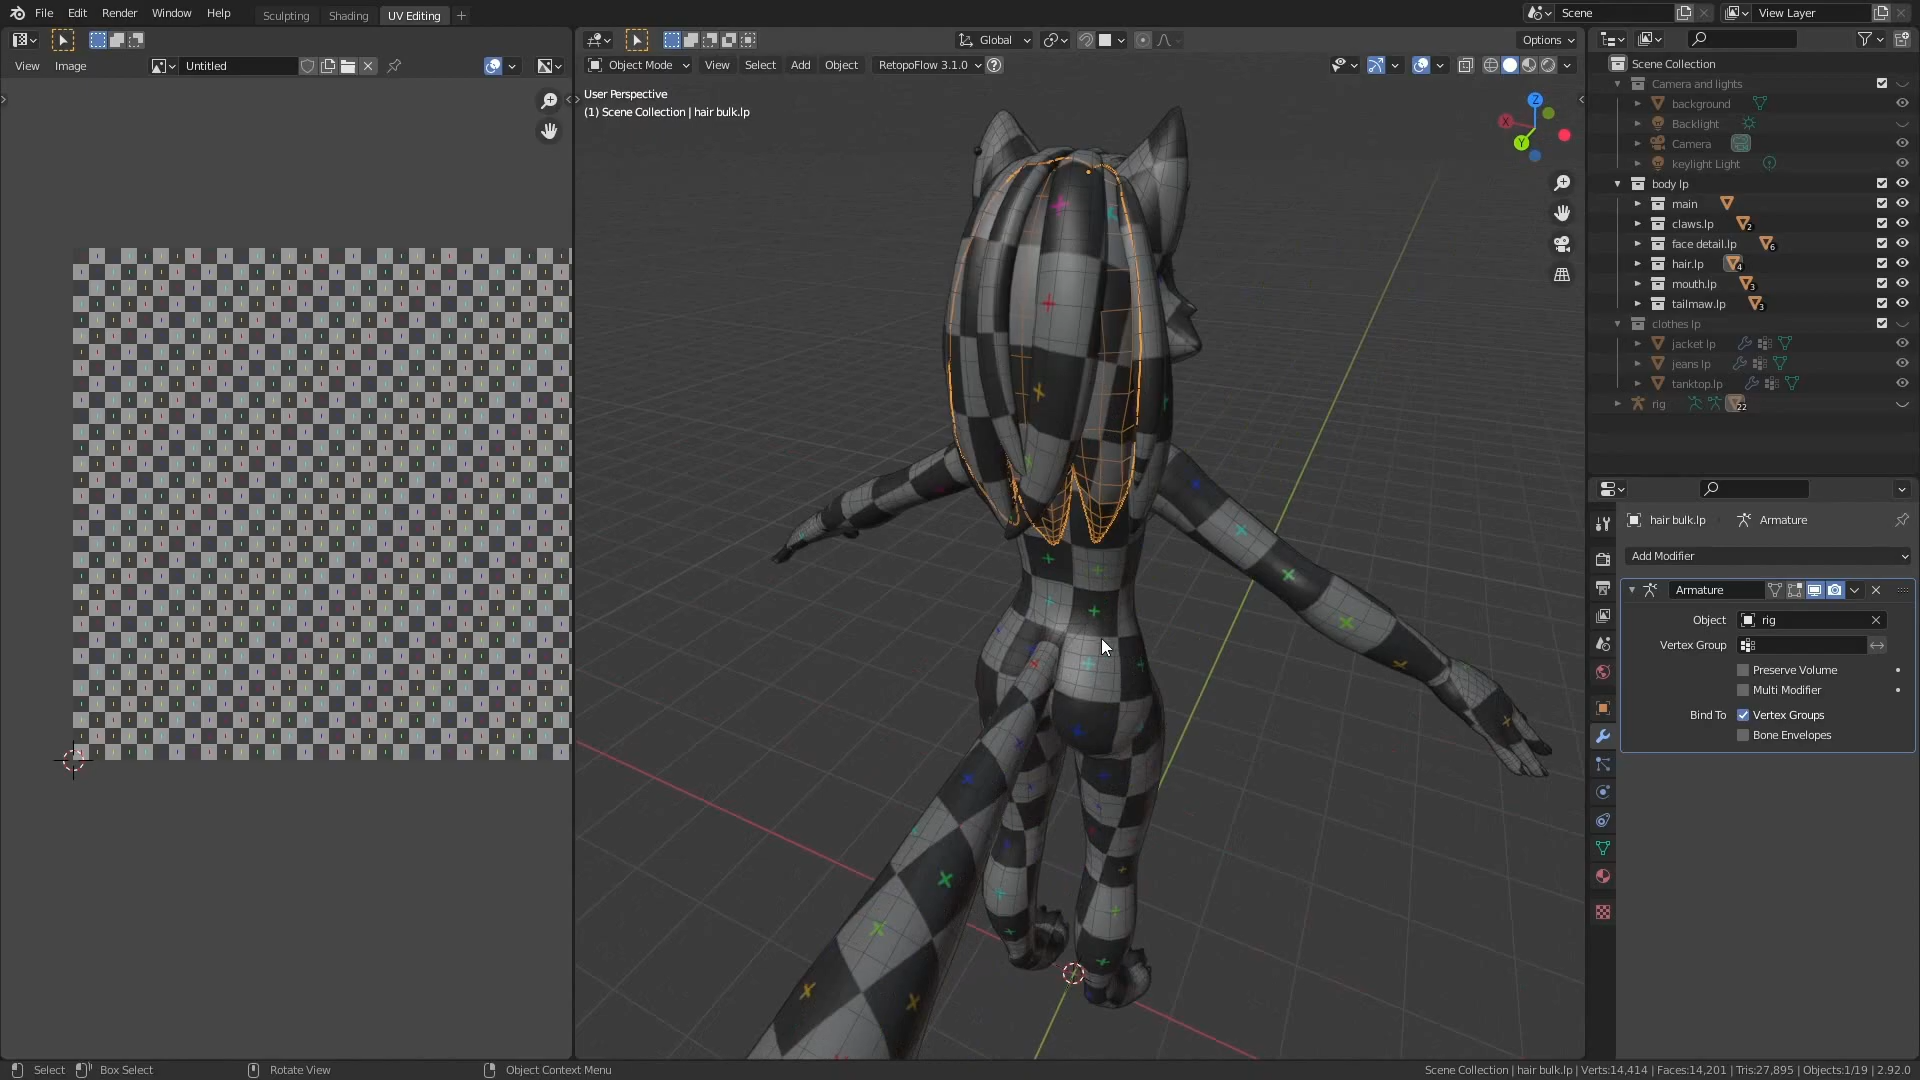 File Edit Render Window Help Sculpting Shading UV Editing + Scene View Layer
View Image Untitled
Global Options
Object Mode View Select Add Object RetopoFlow 3.1.0
User Perspective
(1) Scene Collection | hair bulk.lp
Z
X
Y
Scene Collection
Camera and lights
background
Backlight
Camera
keylight Light
body lp
main
claws.lp 2
face detail.lp 6
hair.lp 4
mouth.lp 3
tailmaw.lp 3
clothes lp
jacket lp
jeans lp
tanktop.lp
rig 22
hair bulk.lp Armature
Add Modifier
Armature
Object rig
Vertex Group
Preserve Volume
Multi Modifier
Bind To Vertex Groups
Bone Envelopes
Select Box Select Rotate View Object Context Menu Scene Collection | hair bulk.lp | Verts:14,414 | Faces:14,201 | Tris:27,895 | Objects:1/19 | 2.92.0